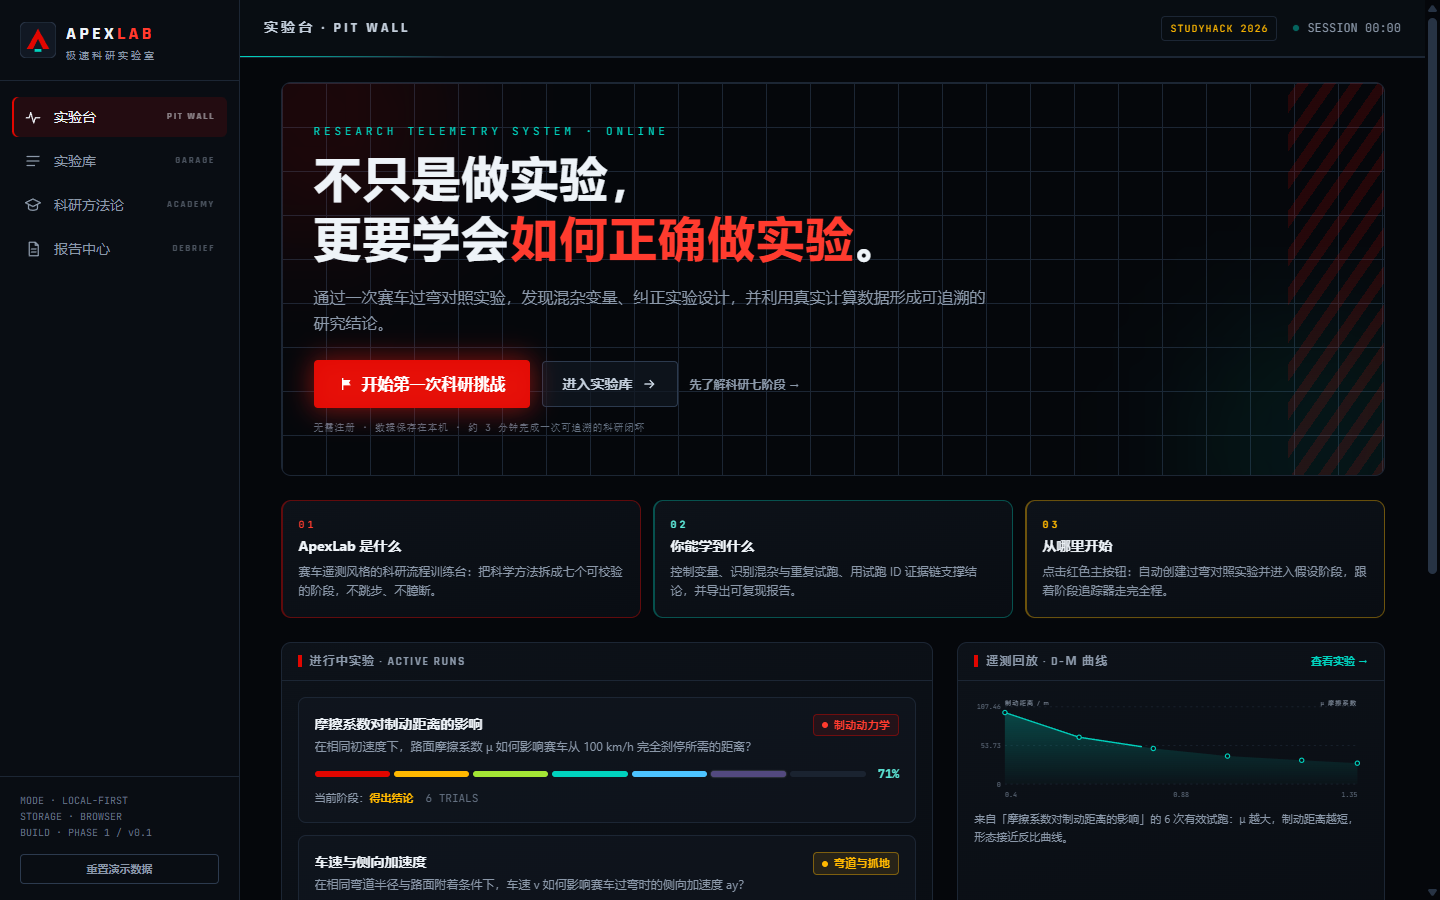 APEXLAB
极速科研实验室
实验台 PIT WALL
实验库 GARAGE
科研方法论 ACADEMY
报告中心 DEBRIEF
MODE · LOCAL-FIRST
STORAGE · BROWSER
BUILD · PHASE 1 / v0.1
重置演示数据
实验台 · PIT WALL
STUDYHACK 2026
SESSION 00:00
RESEARCH TELEMETRY SYSTEM · ONLINE
不只是做实验，
更要学会如何正确做实验。
通过一次赛车过弯对照实验，发现混杂变量、纠正实验设计，并利用真实计算数据形成可追溯的
研究结论。
开始第一次科研挑战
进入实验库 →
先了解科研七阶段 →
无需注册 · 数据保存在本机 · 约 3 分钟完成一次可追溯的科研闭环
01
ApexLab 是什么
赛车遥测风格的科研流程训练台：把科学方法拆成七个可校验
的阶段，不跳步、不臆断。
02
你能学到什么
控制变量、识别混杂与重复试跑、用试跑 ID 证据链支撑结
论，并导出可复现报告。
03
从哪里开始
点击红色主按钮：自动创建过弯对照实验并进入假设阶段，跟
着阶段追踪器走完全程。
进行中实验 · ACTIVE RUNS
摩擦系数对制动距离的影响
制动动力学
在相同初速度下，路面摩擦系数 μ 如何影响赛车从 100 km/h 完全刹停所需的距离？
71%
当前阶段：得出结论 6 TRIALS
车速与侧向加速度
弯道与抓地
在相同弯道半径与路面附着条件下，车速 v 如何影响赛车过弯时的侧向加速度 ay？
遥测回放 · D-Μ 曲线
查看实验 →
制动距离 / m
μ 摩擦系数
107.46
53.73
0
0.4
0.88
1.35
来自「摩擦系数对制动距离的影响」的 6 次有效试跑：μ 越大，制动距离越短，
形态接近反比曲线。